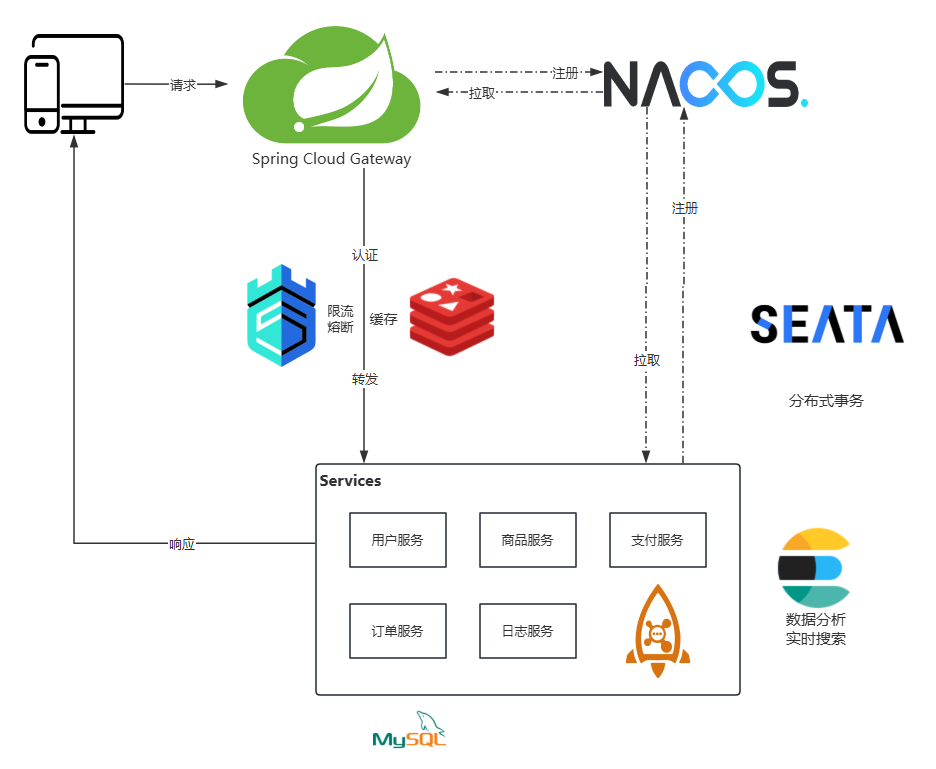 请求
Spring Cloud Gateway
注册
拉取
NACOS.
认证
限流
熔断
缓存
转发
注册
拉取
SEATA
分布式事务
Services
用户服务
商品服务
支付服务
订单服务
日志服务
响应
数据分析
实时搜索
MySQL